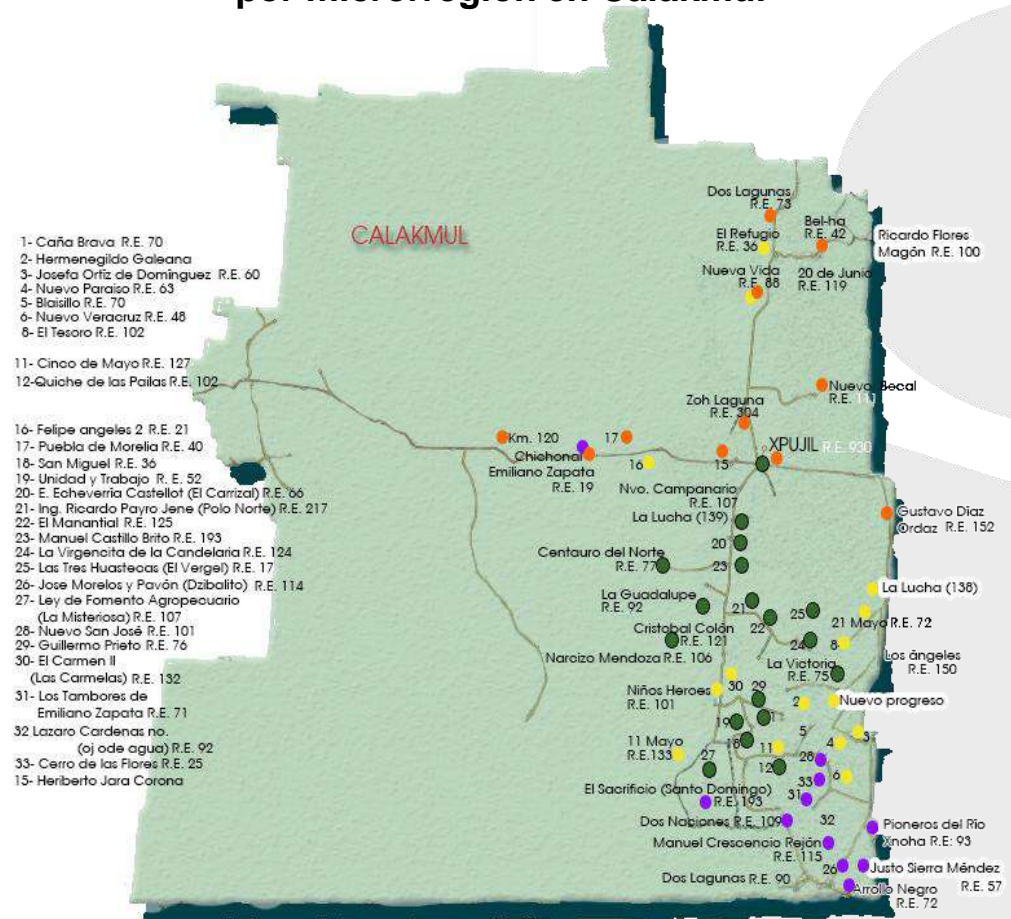 por microrregión en Calakmul
CALAKMUL
1- Caña Brava R.E. 70
2- Hermenegildo Galeana
3- Josefa Ortíz de Domínguez R.E. 60
4- Nuevo Paraiso R.E. 63
5- Blaisillo R.E. 70
6- Nuevo Veracruz R.E. 48
8- El Tesoro R.E. 102
11- Cinco de Mayo R.E. 127
12-Quiche de las Pailas R.E. 102
16- Felipe angeles 2 R.E. 21
17- Puebla de Morelia R.E. 40
18- San Miguel R.E. 36
19- Unidad y Trabajo R. E. 52
20- E. Echeverria Castellot (El Carrizal) R.E. 66
21- Ing. Ricardo Payro Jene (Polo Norte) R.E. 217
22- El Manantial R.E. 125
23- Manuel Castillo Brito R.E. 193
24- La Virgencita de la Candelaria R.E. 124
25- Las Tres Huastecas (El Vergel) R.E. 17
26- Jose Morelos y Pavón (Dzibalito) R.E. 114
27- Ley de Fomento Agropecuario
(La Misteriosa) R.E. 107
28- Nuevo San José R.E. 101
29- Guillermo Prieto R.E. 76
30- El Carmen II
(Las Carmelas) R.E. 132
31- Los Tambores de
Emiliano Zapata R.E. 71
32 Lazaro Cardenas no.
(oj ode agua) R.E. 92
33- Cerro de las Flores R.E. 25
15- Heriberto Jara Corona
Dos Lagunas
R.E. 73
Bel-ha
R.E. 42
El Refugio
R.E. 36
Ricardo Flores
Magón R.E. 100
Nueva Vida
R.E. 88
20 de Junio
R.E. 119
Nuevo Becal
R.E. 111
Zoh Laguna
R.E. 304
Km. 120
17
Chichonal
Emiliano Zapata
R.E. 19
16
15
XPUJIL R.E. 930
Nvo. Campanario
R.E. 107
Gustavo Díaz
Ordaz R.E. 152
La Lucha (139)
20
Centauro del Norte
R.E. 77
23
La Lucha (138)
La Guadalupe
R.E. 92
21
25
22
21 Mayo R.E. 72
Cristobal Colón
R.E. 121
24
8
Narcizo Mendoza R.E. 106
La Victoria
R.E. 75
Los ángeles
R.E. 150
Niños Heroes
R.E. 101
30
29
2
Nuevo progreso
19
1
5
3
18
11
4
11 Mayo
R.E.133
27
12
28
33
6
El Sacrificio (Santo Domingo)
R.E. 193
31
Dos Naciones R.E. 109
32
Pioneros del Río
Xnoha R.E: 93
Manuel Crescencio Rejón
R.E. 115
26
Justo Sierra Méndez
R.E. 57
Dos Lagunas R.E. 90
Arrollo Negro
R.E. 72